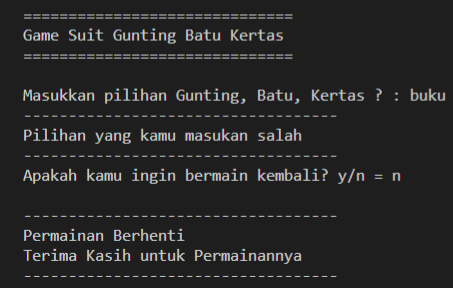 ==============================
Game Suit Gunting Batu Kertas
==============================
Masukkan pilihan Gunting, Batu, Kertas ? : buku
-----------------------------------
Pilihan yang kamu masukan salah
-----------------------------------
Apakah kamu ingin bermain kembali? y/n = n
-----------------------------------
Permainan Berhenti
Terima Kasih untuk Permainannya
-----------------------------------